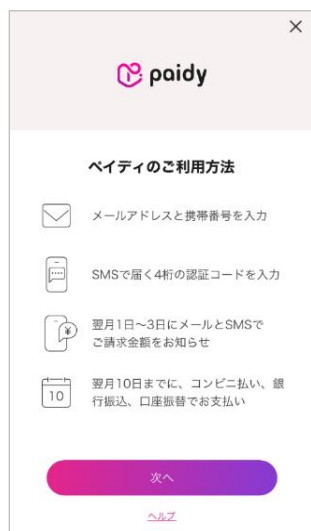 paidy
ペイディのご利用方法
メールアドレスと携帯番号を入力
SMSで届く4桁の認証コードを入力
翌月1日~3日にメールとSMSで
ご請求金額をお知らせ
10
翌月10日までに、コンビニ払い、銀
行振込、口座振替でお支払い
次へ
ヘルプ